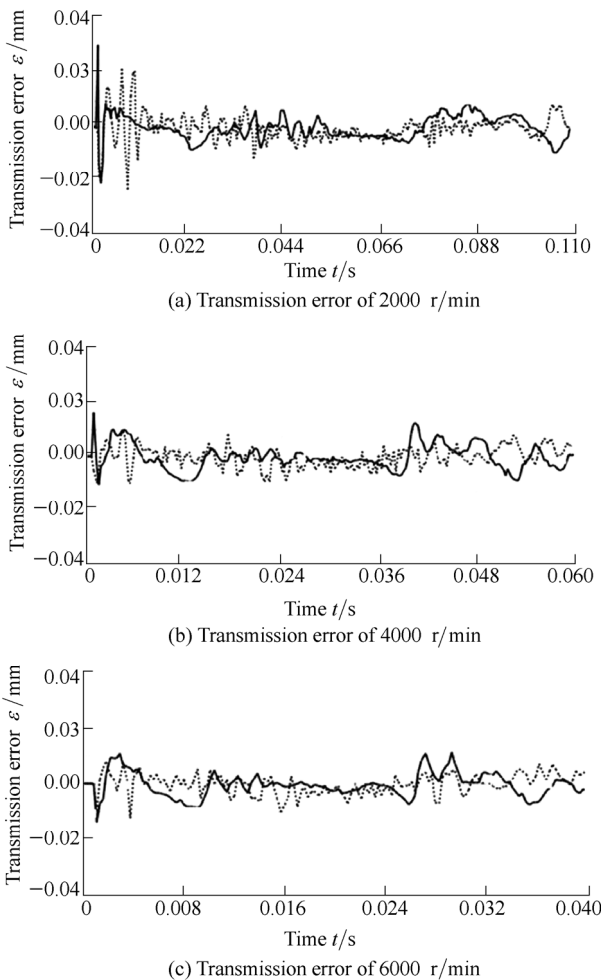 Transmission error ε/mm
0.04
0.03
0.00
−0.02
−0.04
0 0.022 0.044 0.066 0.088 0.110
Time t/s
(a) Transmission error of 2000 r/min
Transmission error ε/mm
0.04
0.03
0.00
−0.02
−0.04
0 0.012 0.024 0.036 0.048 0.060
Time t/s
(b) Transmission error of 4000 r/min
Transmission error ε/mm
0.04
0.03
0.00
−0.02
−0.04
0 0.008 0.016 0.024 0.032 0.040
Time t/s
(c) Transmission error of 6000 r/min